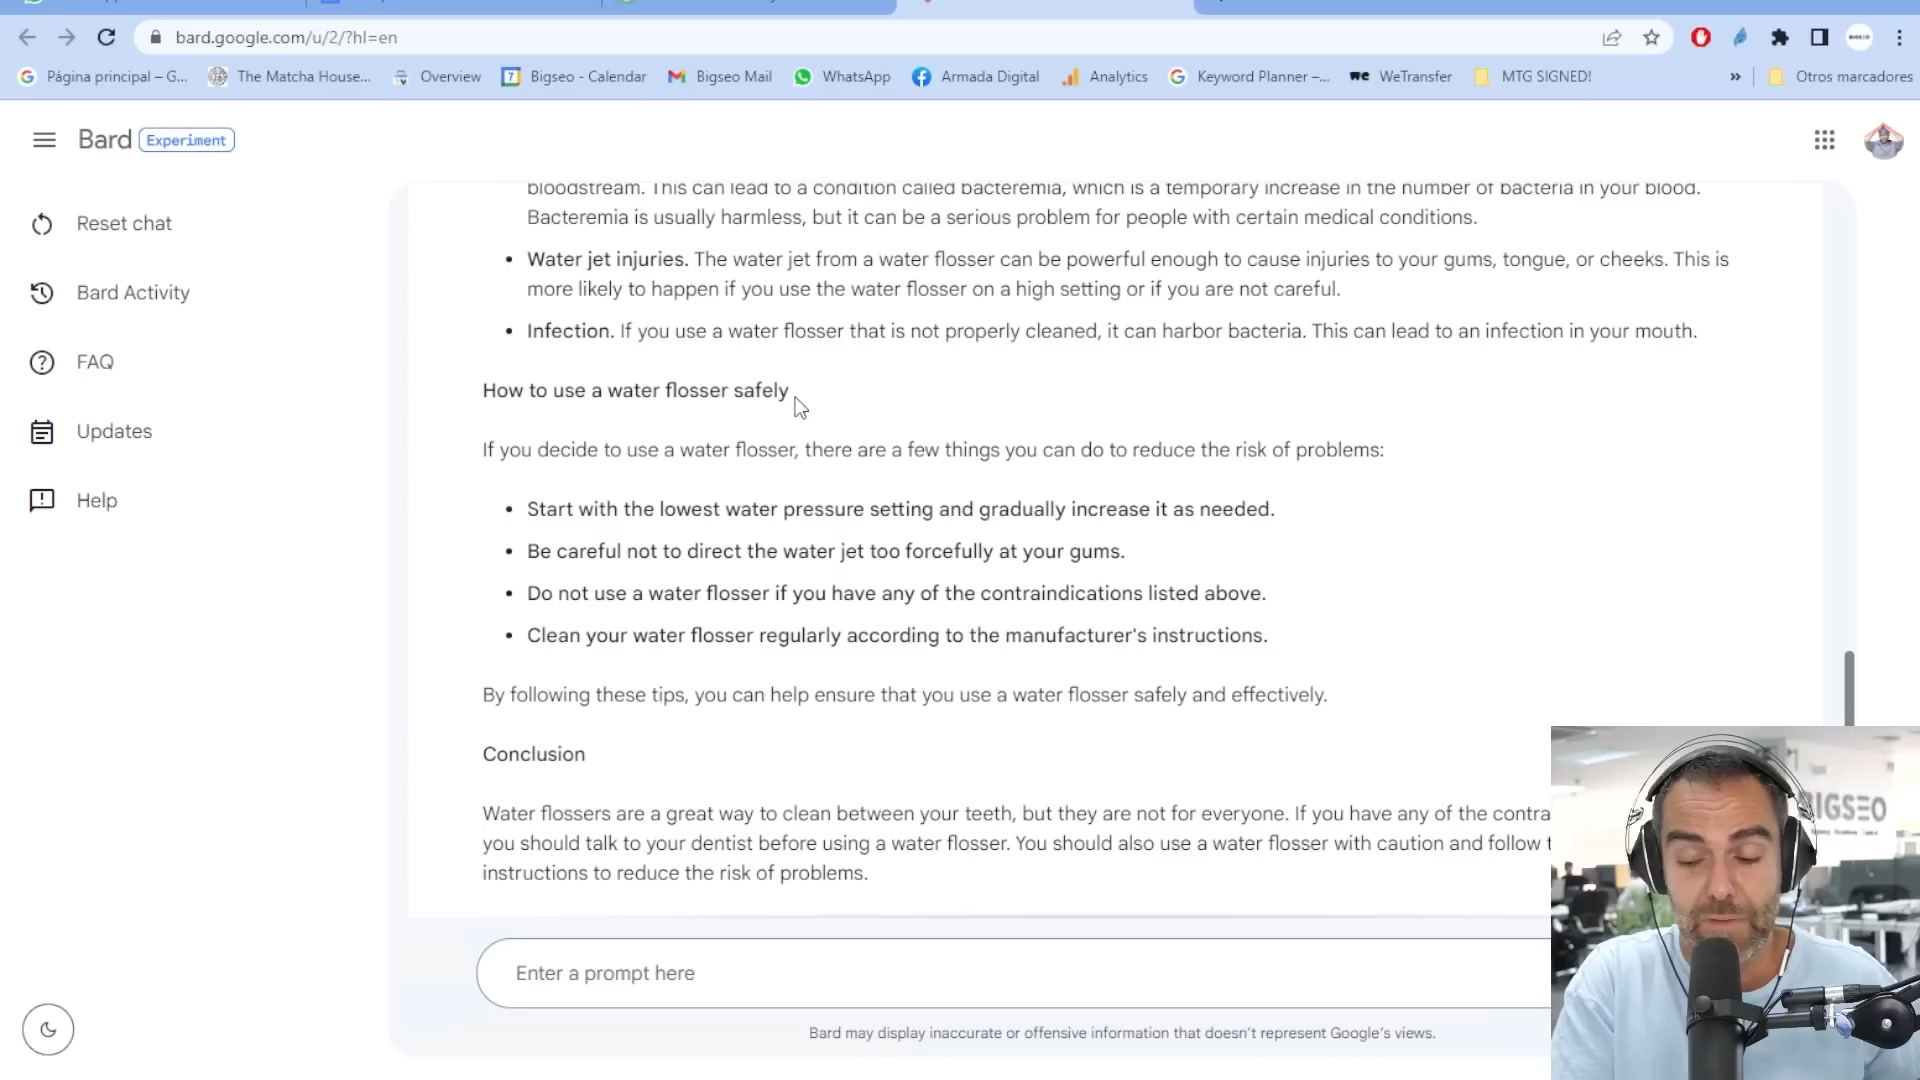 bard.google.com/u/2/?hl=en
Página principal – G... The Matcha House... Overview Bigseo - Calendar Bigseo Mail WhatsApp Armada Digital Analytics Keyword Planner –... WeTransfer MTG SIGNED! » Otros marcadores
Bard Experiment
Reset chat
Bard Activity
FAQ
Updates
Help
bloodstream. This can lead to a condition called bacteremia, which is a temporary increase in the number of bacteria in your blood.
Bacteremia is usually harmless, but it can be a serious problem for people with certain medical conditions.
• Water jet injuries. The water jet from a water flosser can be powerful enough to cause injuries to your gums, tongue, or cheeks. This is
more likely to happen if you use the water flosser on a high setting or if you are not careful.
• Infection. If you use a water flosser that is not properly cleaned, it can harbor bacteria. This can lead to an infection in your mouth.
How to use a water flosser safely
If you decide to use a water flosser, there are a few things you can do to reduce the risk of problems:
• Start with the lowest water pressure setting and gradually increase it as needed.
• Be careful not to direct the water jet too forcefully at your gums.
• Do not use a water flosser if you have any of the contraindications listed above.
• Clean your water flosser regularly according to the manufacturer's instructions.
By following these tips, you can help ensure that you use a water flosser safely and effectively.
Conclusion
Water flossers are a great way to clean between your teeth, but they are not for everyone. If you have any of the contra
you should talk to your dentist before using a water flosser. You should also use a water flosser with caution and follow t
instructions to reduce the risk of problems.
Enter a prompt here
Bard may display inaccurate or offensive information that doesn't represent Google's views.
BIGSEO